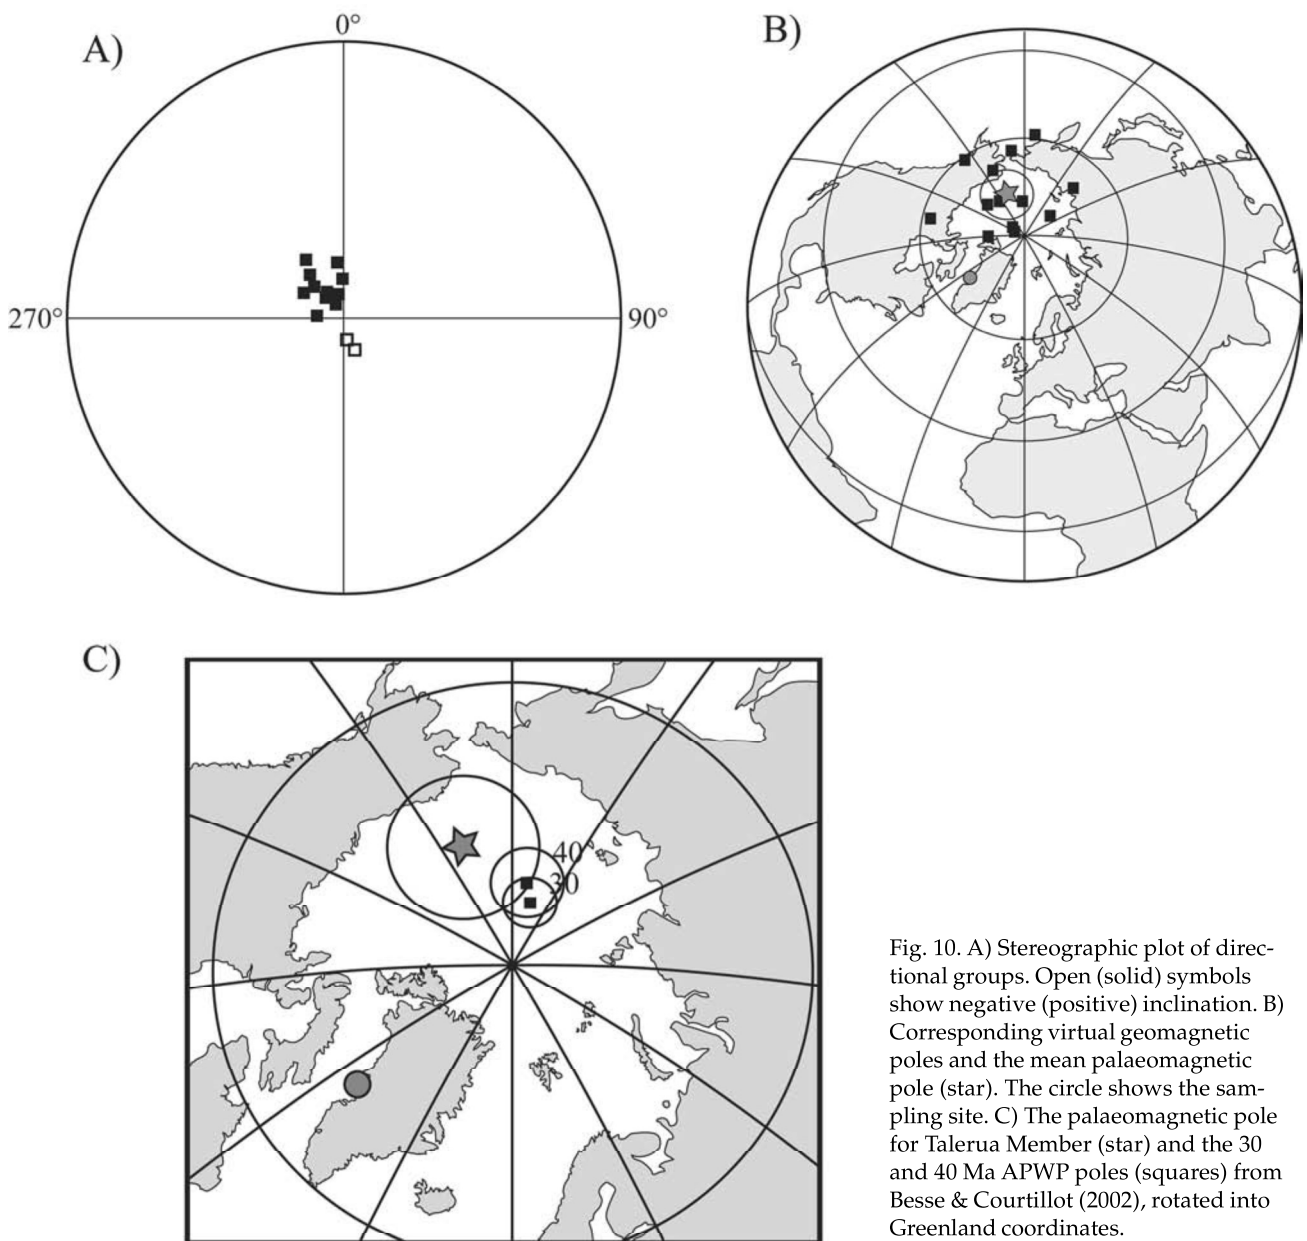 A)
0°
270°
90°
B)
C)
40
30
Fig. 10. A) Stereographic plot of direc-
tional groups. Open (solid) symbols
show negative (positive) inclination. B)
Corresponding virtual geomagnetic
poles and the mean palaeomagnetic
pole (star). The circle shows the sam-
pling site. C) The palaeomagnetic pole
for Talerua Member (star) and the 30
and 40 Ma APWP poles (squares) from
Besse & Courtillot (2002), rotated into
Greenland coordinates.